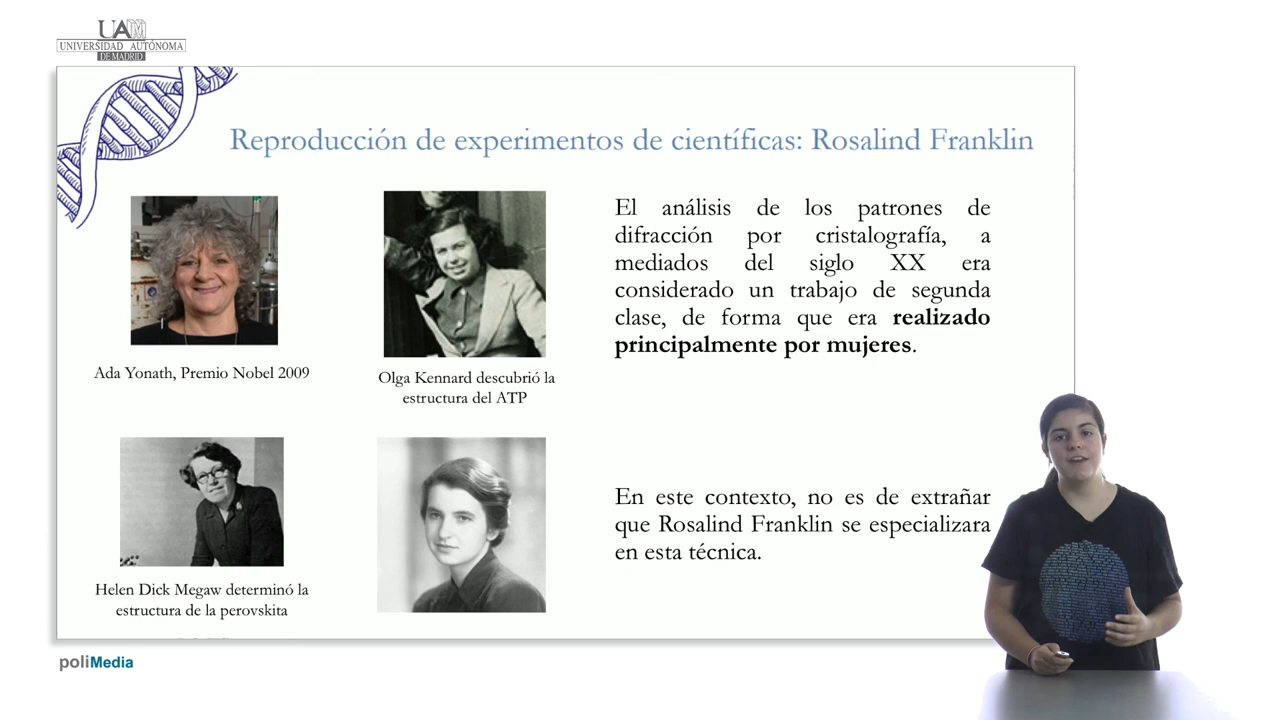 UAM
UNIVERSIDAD AUTÓNOMA
DE MADRID
Reproducción de experimentos de científicas: Rosalind Franklin
Ada Yonath, Premio Nobel 2009
Olga Kennard descubrió la
estructura del ATP
Helen Dick Megaw determinó la
estructura de la perovskita
El análisis de los patrones de
difracción por cristalografía, a
mediados del siglo XX era
considerado un trabajo de segunda
clase, de forma que era realizado
principalmente por mujeres.
En este contexto, no es de extrañar
que Rosalind Franklin se especializara
en esta técnica.
poliMedia